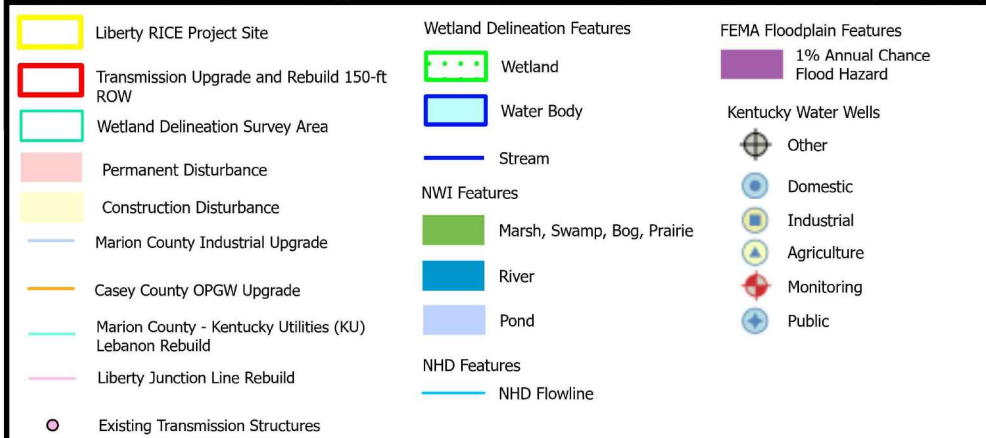 Liberty RICE Project Site
Transmission Upgrade and Rebuild 150-ft
ROW
Wetland Delineation Survey Area
Permanent Disturbance
Construction Disturbance
Marion County Industrial Upgrade
Casey County OPGW Upgrade
Marion County - Kentucky Utilities (KU)
Lebanon Rebuild
Liberty Junction Line Rebuild
Existing Transmission Structures
Wetland Delineation Features
Wetland
Water Body
Stream
NWI Features
Marsh, Swamp, Bog, Prairie
River
Pond
NHD Features
NHD Flowline
FEMA Floodplain Features
1% Annual Chance
Flood Hazard
Kentucky Water Wells
Other
Domestic
Industrial
Agriculture
Monitoring
Public